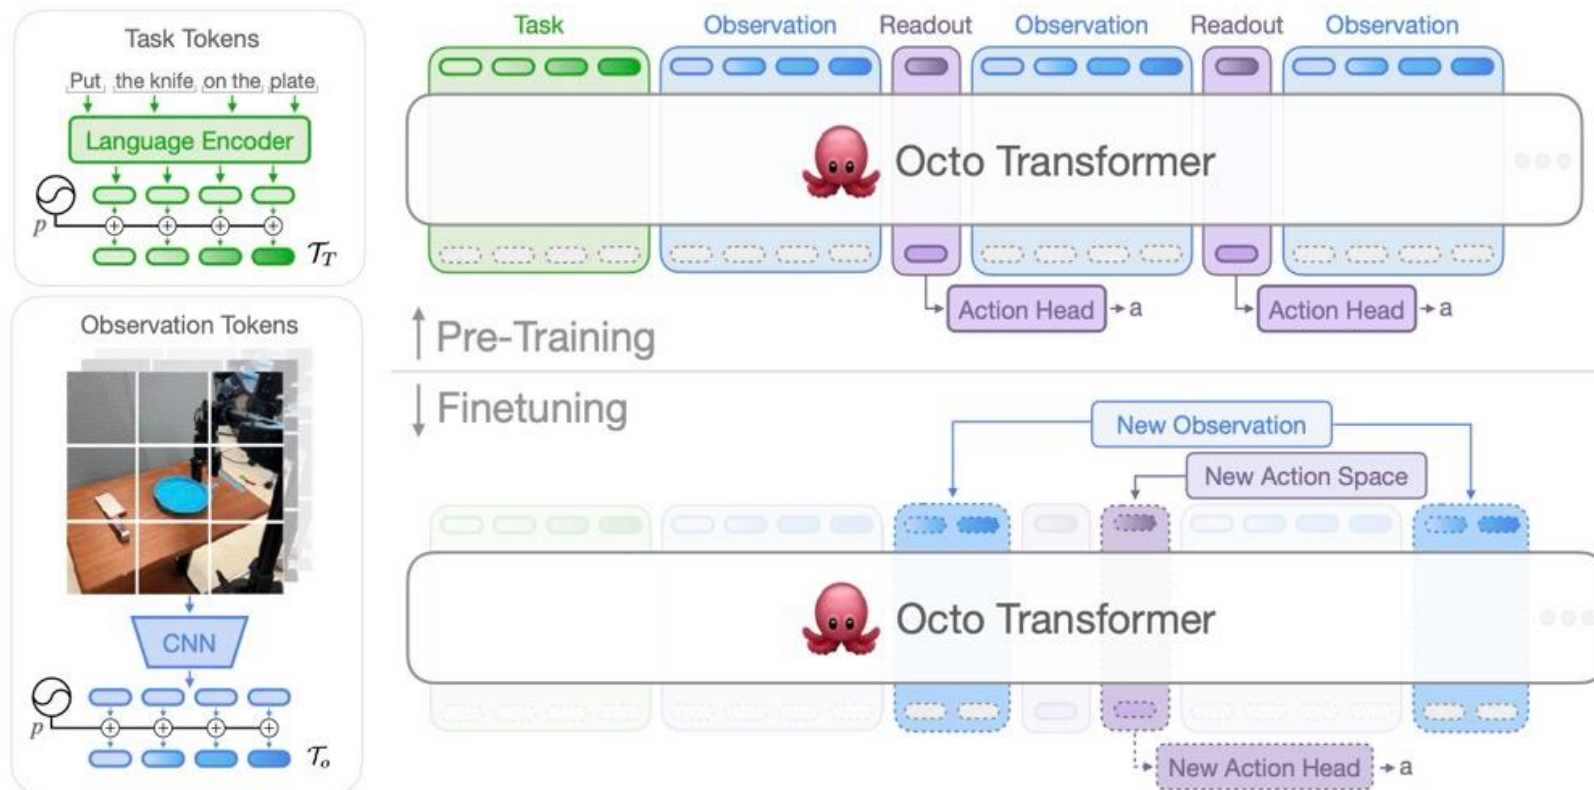 Task Tokens
Put the knife on the plate
Language Encoder
p
+ + + +
𝒯_T
Observation Tokens
CNN
p
+ + + +
𝒯_o
Task Observation Readout Observation Readout Observation
Octo Transformer
Action Head a Action Head a
Pre-Training
Finetuning
New Observation
New Action Space
Octo Transformer
New Action Head a